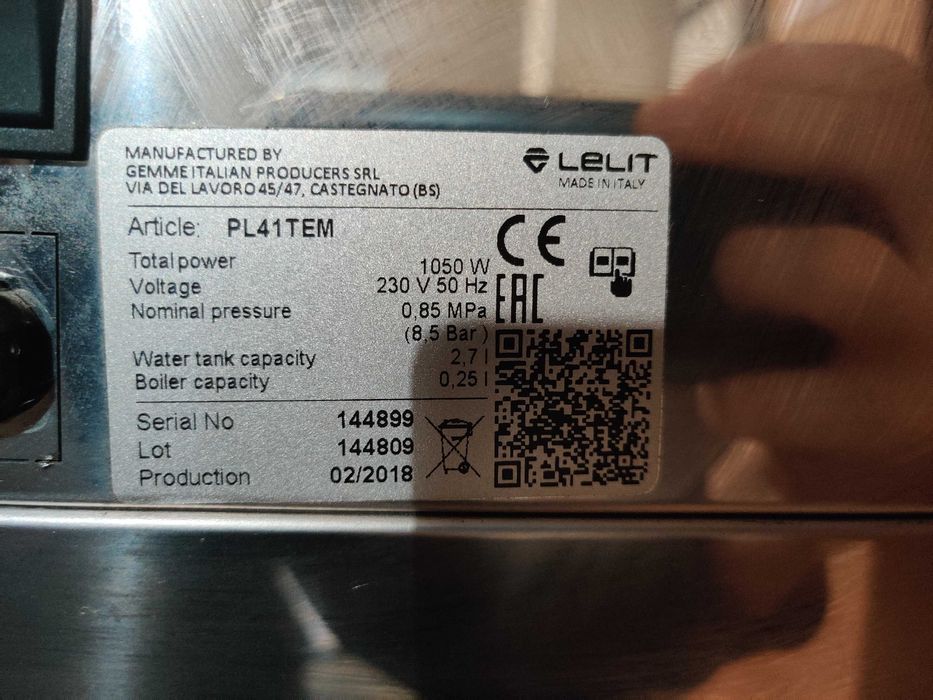 MANUFACTURED BY
GEMME ITALIAN PRODUCERS SRL
VIA DEL LAVORO 45/47, CASTEGNATO (BS)
LELIT
MADE IN ITALY
Article: PL41TEM
Total power 1050 W
Voltage 230 V 50 Hz
Nominal pressure 0,85 MPa
(8,5 Bar )
Water tank capacity 2,7 l
Boiler capacity 0,25 l
CE
EAC
Serial No 144899
Lot 144809
Production 02/2018